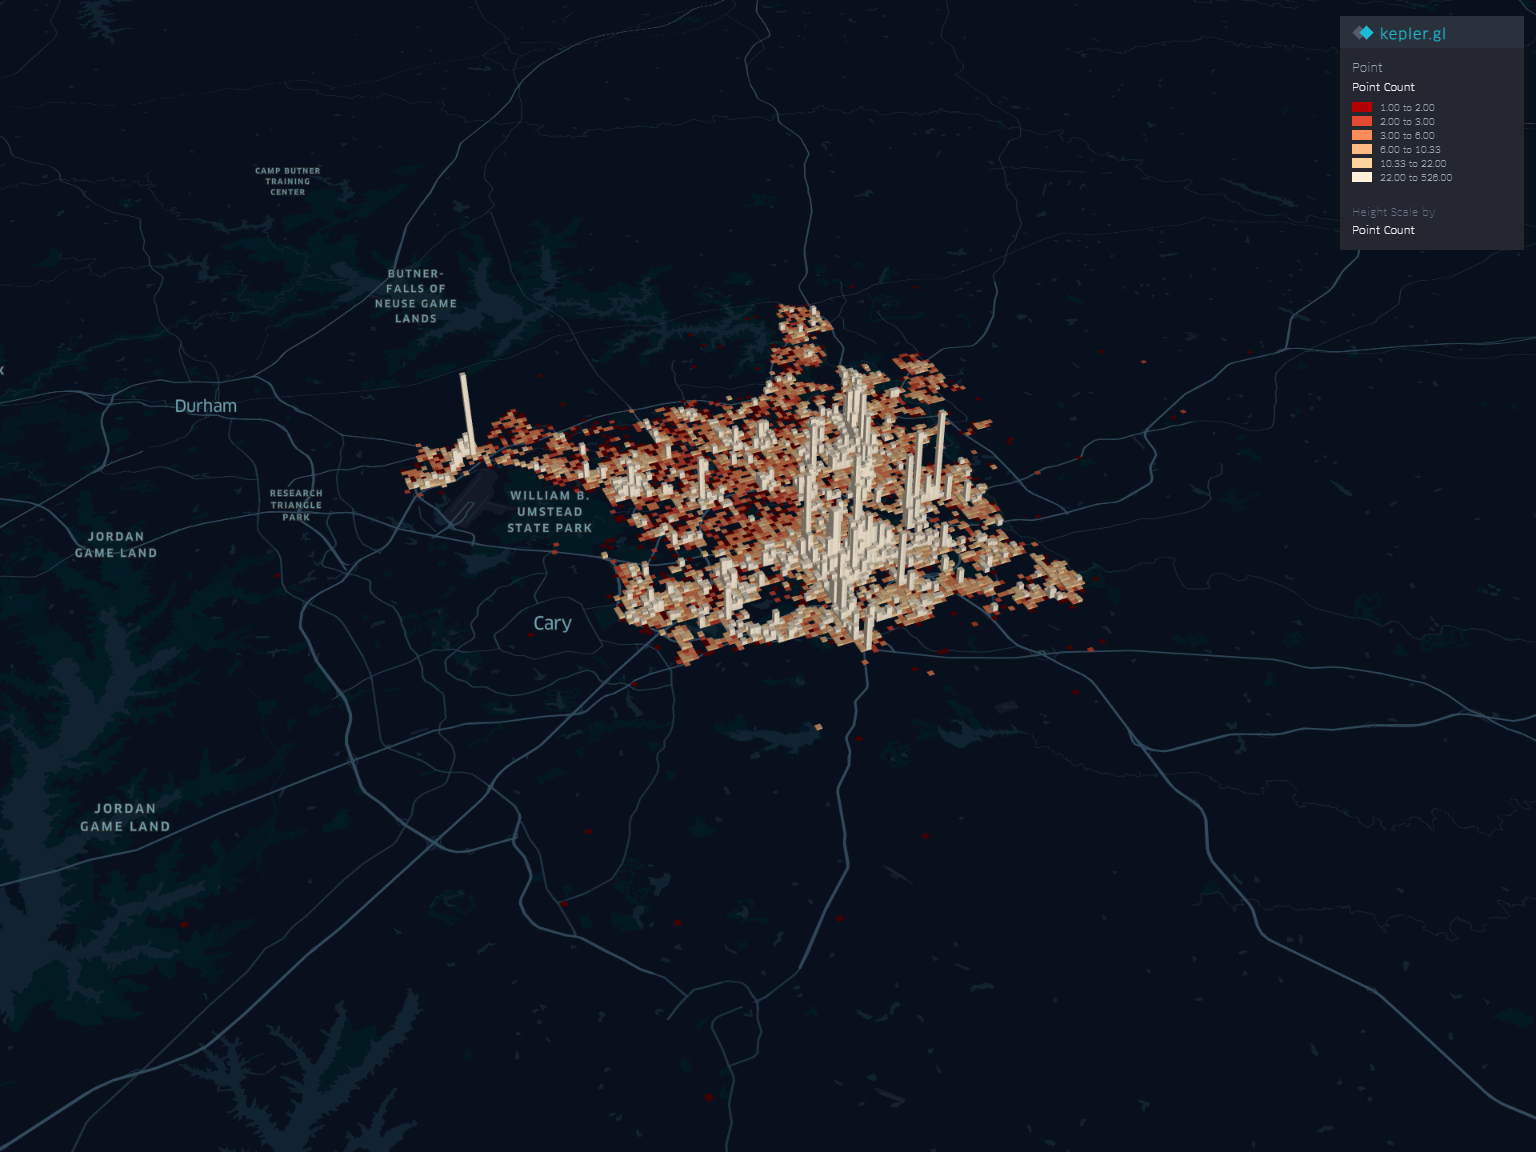 kepler.gl
Point
Point Count
1.00 to 2.00
2.00 to 3.00
3.00 to 6.00
6.00 to 10.33
10.33 to 22.00
22.00 to 526.00
Height Scale by
Point Count
CAMP BUTNER
TRAINING
CENTER
BUTNER-
FALLS OF
NEUSE GAME
LANDS
Durham
RESEARCH
TRIANGLE
PARK
WILLIAM B.
UMSTEAD
STATE PARK
JORDAN
GAME LAND
Cary
JORDAN
GAME LAND